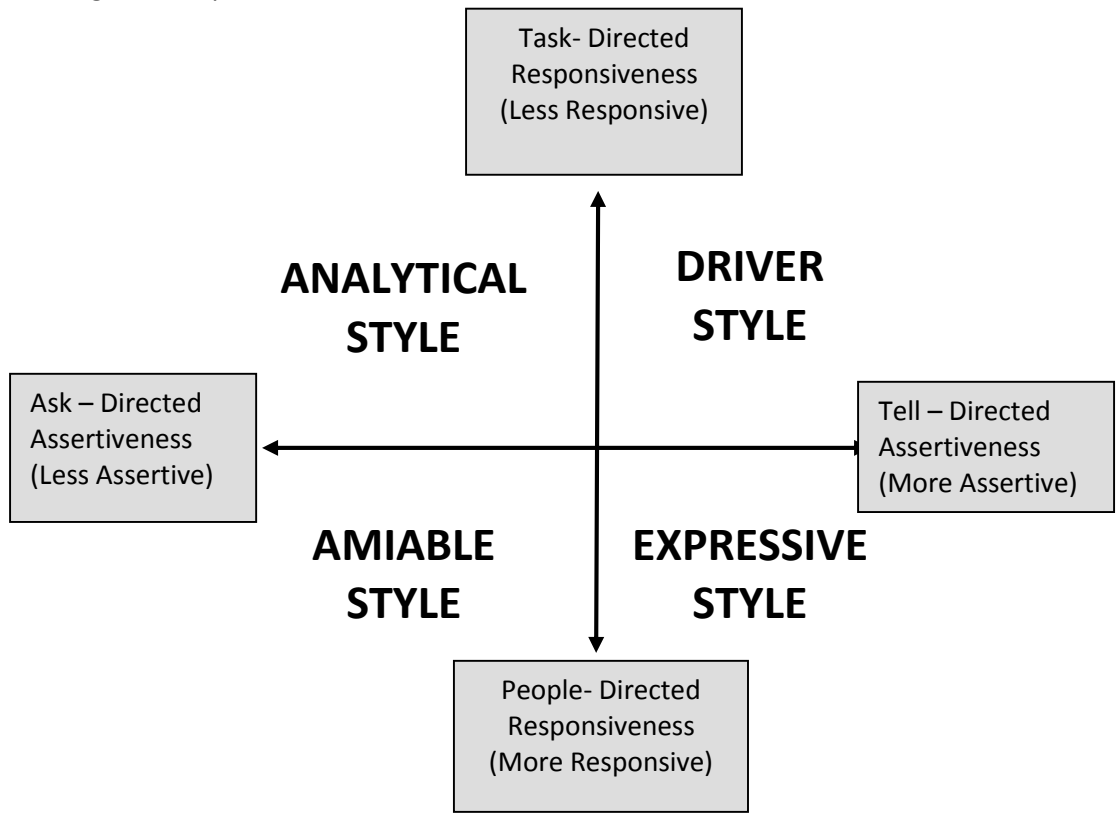 Task- Directed
Responsiveness
(Less Responsive)
ANALYTICAL
STYLE
DRIVER
STYLE
Ask – Directed
Assertiveness
(Less Assertive)
Tell – Directed
Assertiveness
(More Assertive)
AMIABLE
STYLE
EXPRESSIVE
STYLE
People- Directed
Responsiveness
(More Responsive)